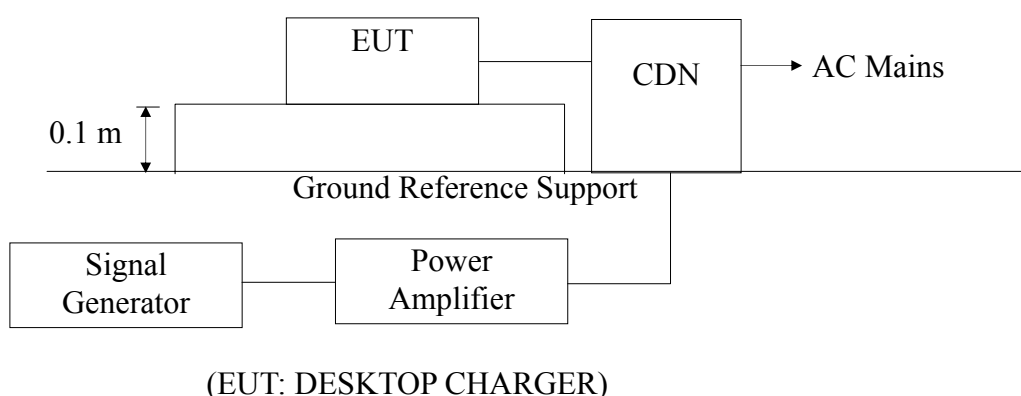 EUT
CDN
AC Mains
0.1 m
Ground Reference Support
Signal
Generator
Power
Amplifier
(EUT: DESKTOP CHARGER)